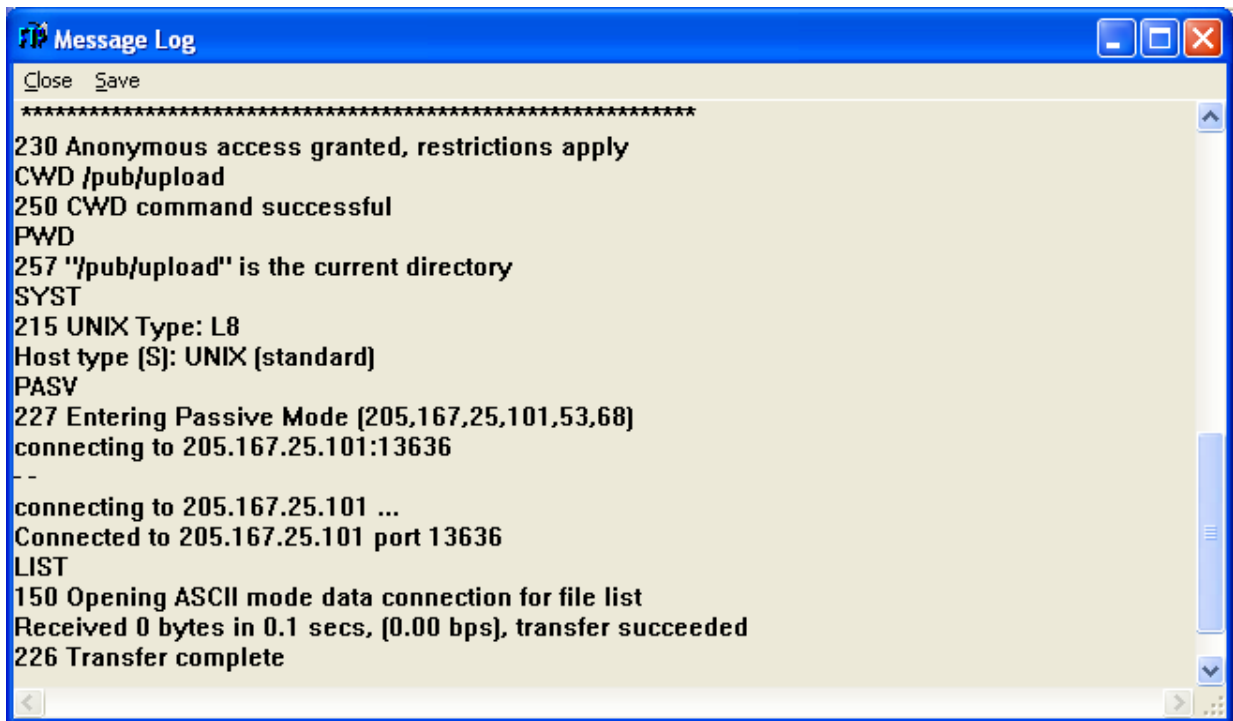 FTP Message Log
Close Save
************************************************************
230 Anonymous access granted, restrictions apply
CWD /pub/upload
250 CWD command successful
PWD
257 "/pub/upload" is the current directory
SYST
215 UNIX Type: L8
Host type (S): UNIX (standard)
PASV
227 Entering Passive Mode (205,167,25,101,53,68)
connecting to 205.167.25.101:13636
- -
connecting to 205.167.25.101 ...
Connected to 205.167.25.101 port 13636
LIST
150 Opening ASCII mode data connection for file list
Received 0 bytes in 0.1 secs, (0.00 bps), transfer succeeded
226 Transfer complete